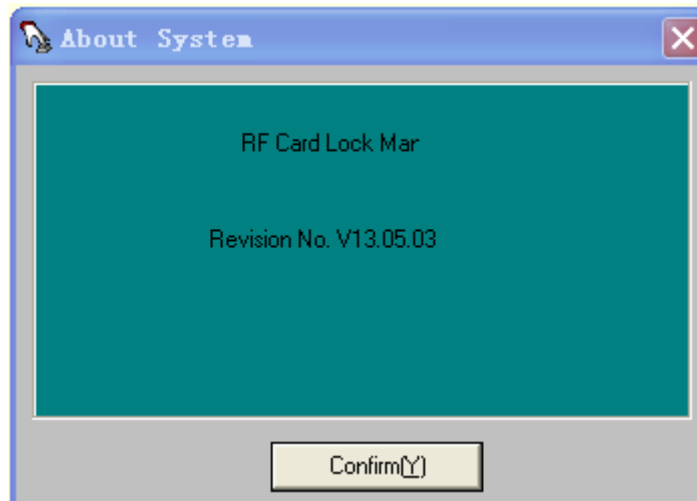 About System
RF Card Lock Mar
Revision No. V13.05.03
Confirm(Y)